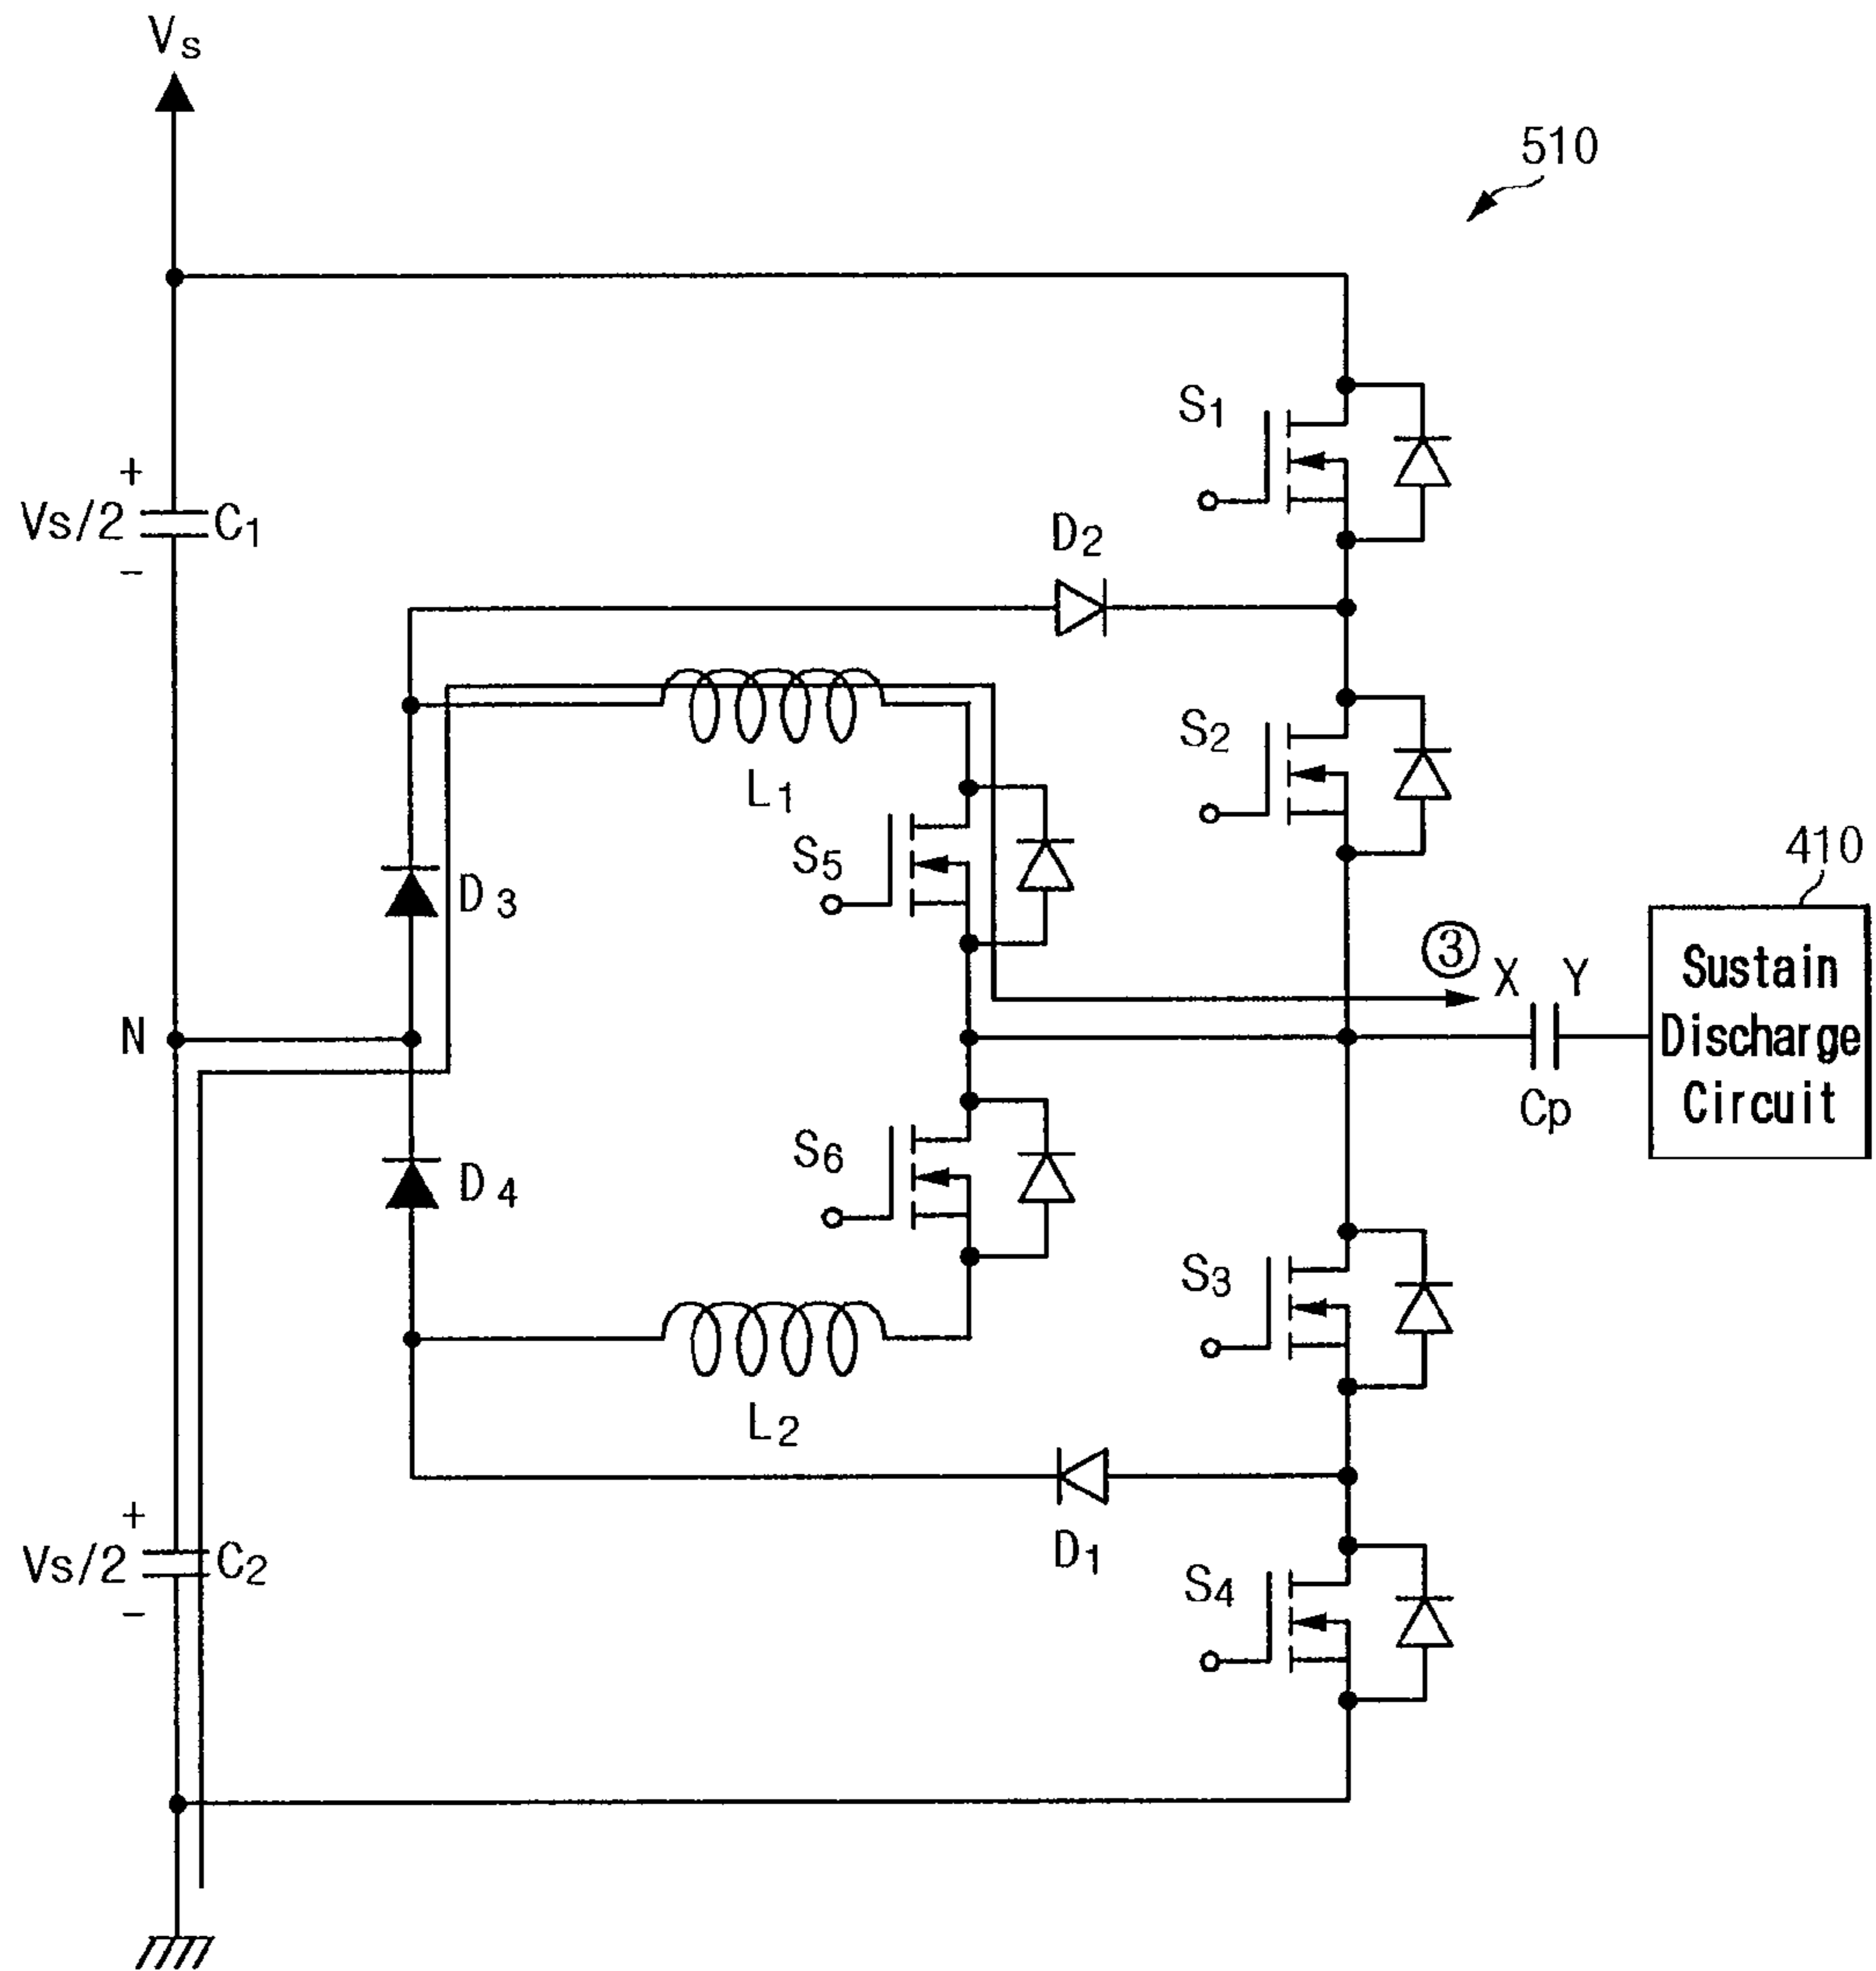 Vs
510
S1
+
Vs/2
C1
-
D2
S2
L1
S5
410
D3
3
X
Y
Sustain
Discharge
Circuit
N
Cp
S6
D4
S3
L2
+
Vs/2
C2
-
D1
S4